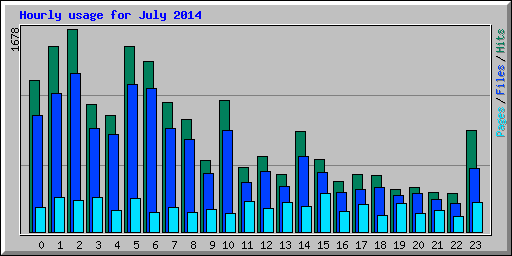 Hourly usage for July 2014
1678
Pages/Files/Hits
0 1 2 3 4 5 6 7 8 9 10 11 12 13 14 15 16 17 18 19 20 21 22 23